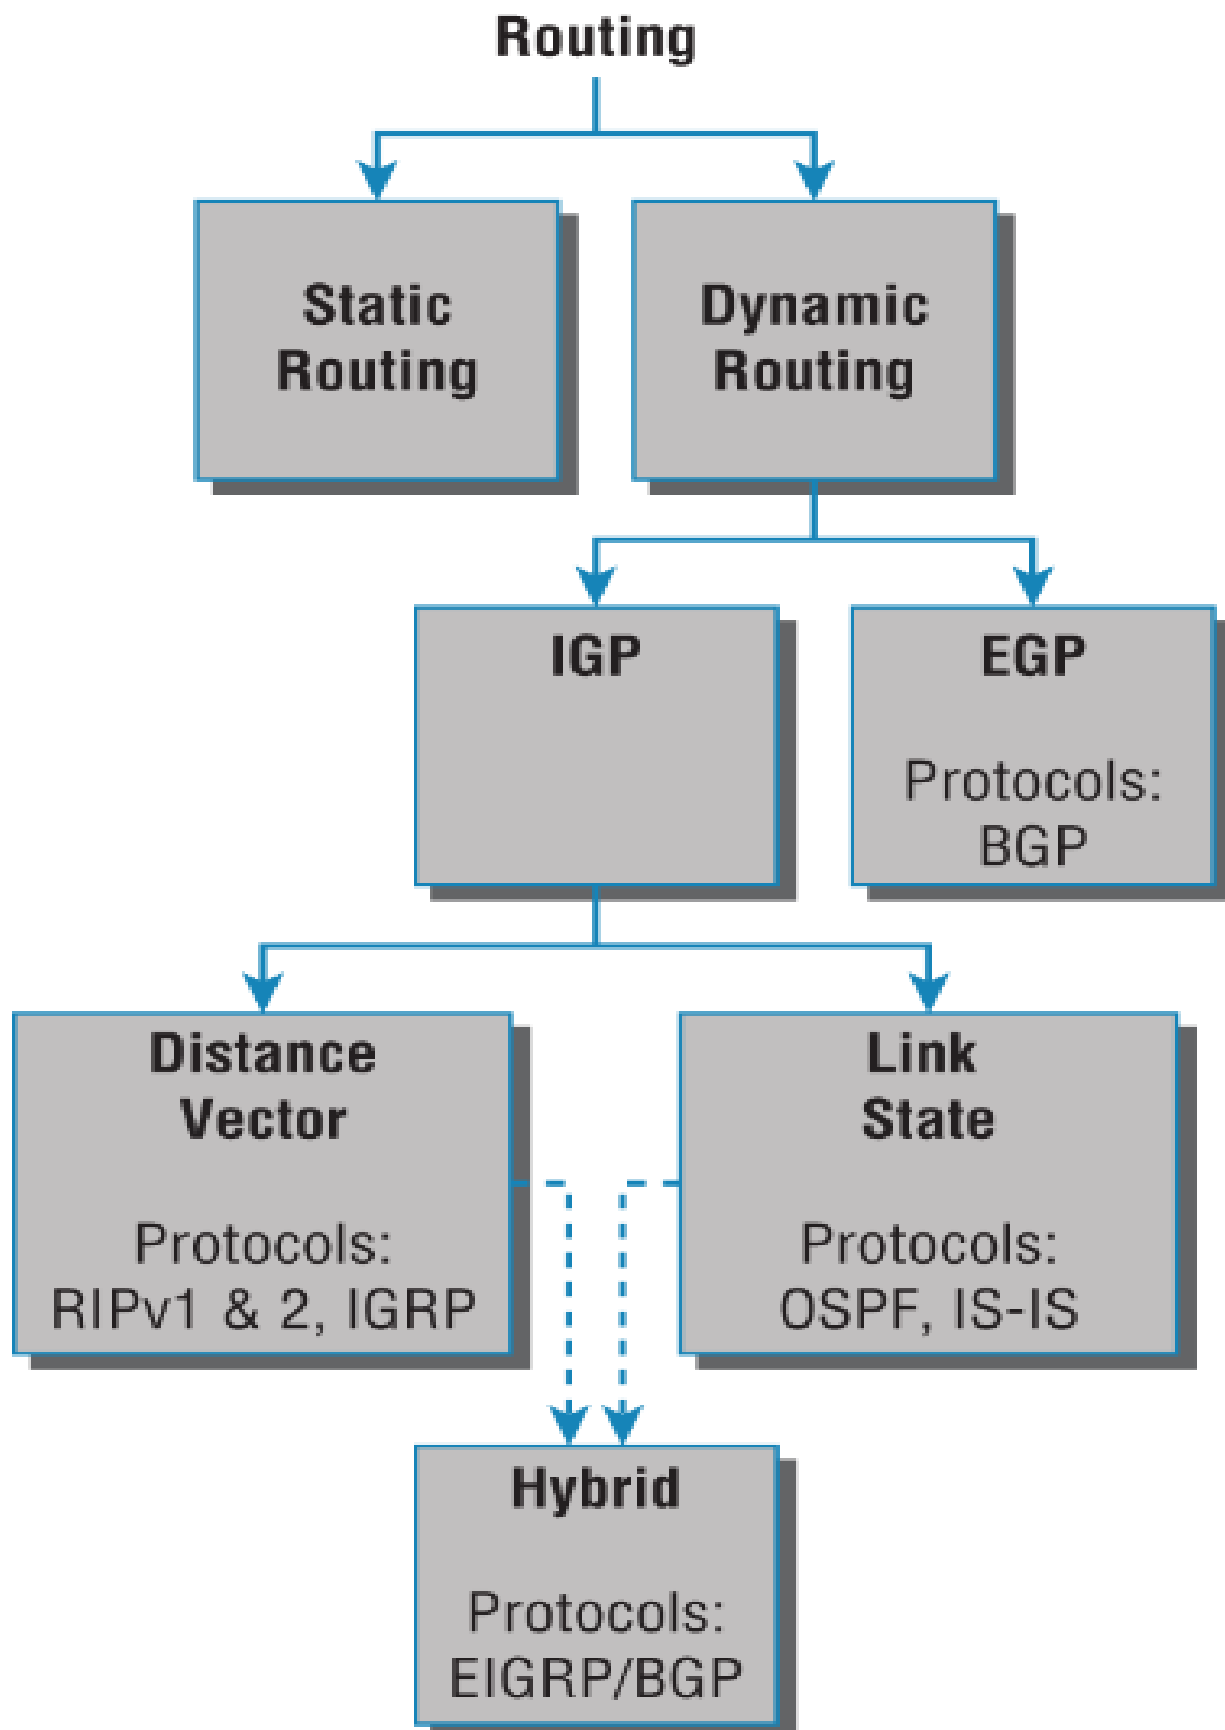 Routing
Static
Routing
Dynamic
Routing
IGP
EGP
Protocols:
BGP
Distance
Vector
Protocols:
RIPv1 & 2, IGRP
Link
State
Protocols:
OSPF, IS-IS
Hybrid
Protocols:
EIGRP/BGP